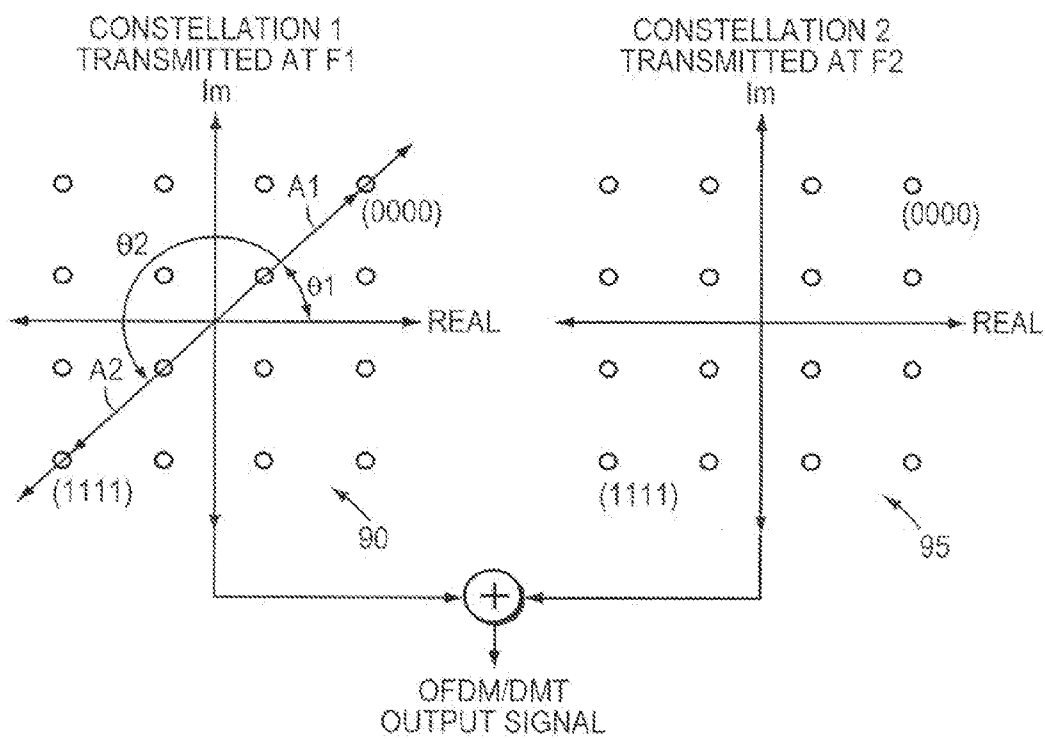 CONSTELLATION 1
TRANSMITTED AT F1
Im
A1
(0000)
θ2
θ1
REAL
A2
(1111)
90
CONSTELLATION 2
TRANSMITTED AT F2
Im
(0000)
REAL
(1111)
95
+
OFDM/DMT
OUTPUT SIGNAL